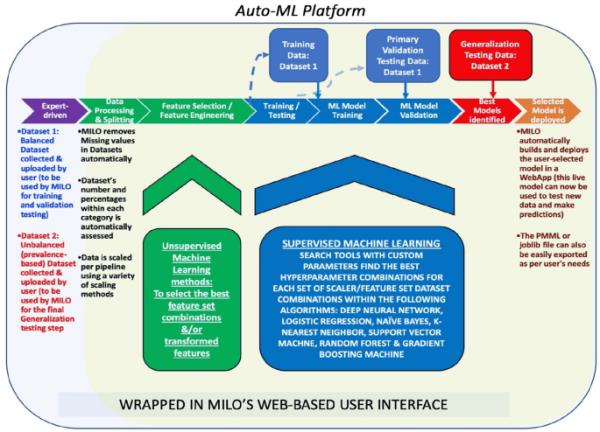 Auto-ML Platform
Training
Data:
Dataset 1
Primary
Validation
Testing Data:
Dataset 1
Generalization
Testing Data:
Dataset 2
Expert-
driven
Data
Processing
& Splitting
Feature Selection /
Feature Engineering
Training /
Testing
ML Model
Training
ML Model
Validation
Best
Models
identified
Selected
Model is
deployed
•Dataset 1:
Balanced
Dataset
collected &
uploaded by
user (to be
used by MILO
for training
and validation
testing)
•Dataset 2:
Unbalanced
(prevalence-
based) Dataset
collected &
uploaded by
user (to be
used by MILO
for the final
Generalization
testing step
•MILO removes
Missing values
in Datasets
automatically
•Dataset's
number and
percentages
within each
category is
automatically
assessed
•Data is scaled
per pipeline
using a variety
of scaling
methods
Unsupervised
Machine
Learning
methods:
To select the best
feature set
combinations
&/or
transformed
features
SUPERVISED MACHINE LEARNING
SEARCH TOOLS WITH CUSTOM
PARAMETERS FIND THE BEST
HYPERPARAMETER COMBINATIONS FOR
EACH SET OF SCALER/FEATURE SET DATASET
COMBINATIONS WITHIN THE FOLLOWING
ALGORITHMS: DEEP NEURAL NETWORK,
LOGISTIC REGRESSION, NAÏVE BAYES, K-
NEAREST NEIGHBOR, SUPPORT VECTOR
MACHNE, RANDOM FOREST & GRADIENT
BOOSTING MACHINE
•MILO
automatically
builds and deploys
the user-selected
model in a
WebApp (this live
model can now be
used to test new
data and make
predictions)
•The PMML or
joblib file can also
be easily exported
as per user's needs
WRAPPED IN MILO'S WEB-BASED USER INTERFACE